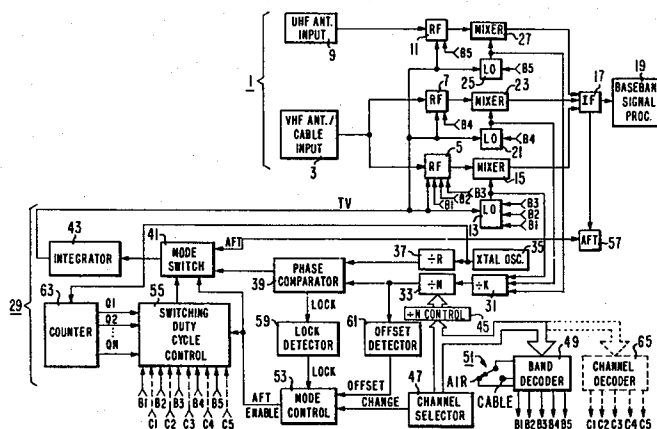 UHF ANT. INPUT
9
RF
11
B5
MIXER
27
1
LO
25
B5
RF
7
B4
MIXER
23
IF
17
BASEBAND SIGNAL PROC.
19
VHF ANT./ CABLE INPUT
3
LO
21
B4
RF
5
B1
B2
B3
B4
MIXER
15
LO
13
B3
B2
B1
TV
29
INTEGRATOR
43
MODE SWITCH
41
AFT
PHASE COMPARATOR
39
÷R
37
XTAL OSC.
35
AFT.
57
÷N
33
÷K
31
÷N CONTROL
45
COUNTER
63
Q1
Q2
QN
SWITCHING DUTY CYCLE CONTROL
55
B1
C1
B2
C2
B3
C3
B4
C4
B5
C5
LOCK
LOCK DETECTOR
59
LOCK
OFFSET DETECTOR
61
OFFSET
AFT ENABLE
MODE CONTROL
53
CHANGE
CHANNEL SELECTOR
47
51
AIR
CABLE
BAND DECODER
49
B1 B2 B3 B4 B5
CHANNEL DECODER
65
C1 C2 C3 C4 C5